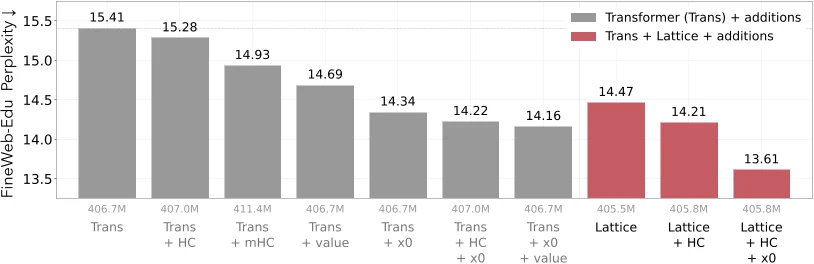 FineWeb-Edu Perplexity ↓
15.5
15.0
14.5
14.0
13.5
15.41
15.28
14.93
14.69
14.34
14.22
14.16
14.47
14.21
13.61
Transformer (Trans) + additions
Trans + Lattice + additions
406.7M
Trans
407.0M
Trans
+ HC
411.4M
Trans
+ mHC
406.7M
Trans
+ value
406.7M
Trans
+ x0
407.0M
Trans
+ HC
+ x0
406.7M
Trans
+ x0
+ value
405.5M
Lattice
405.8M
Lattice
+ HC
405.8M
Lattice
+ HC
+ x0